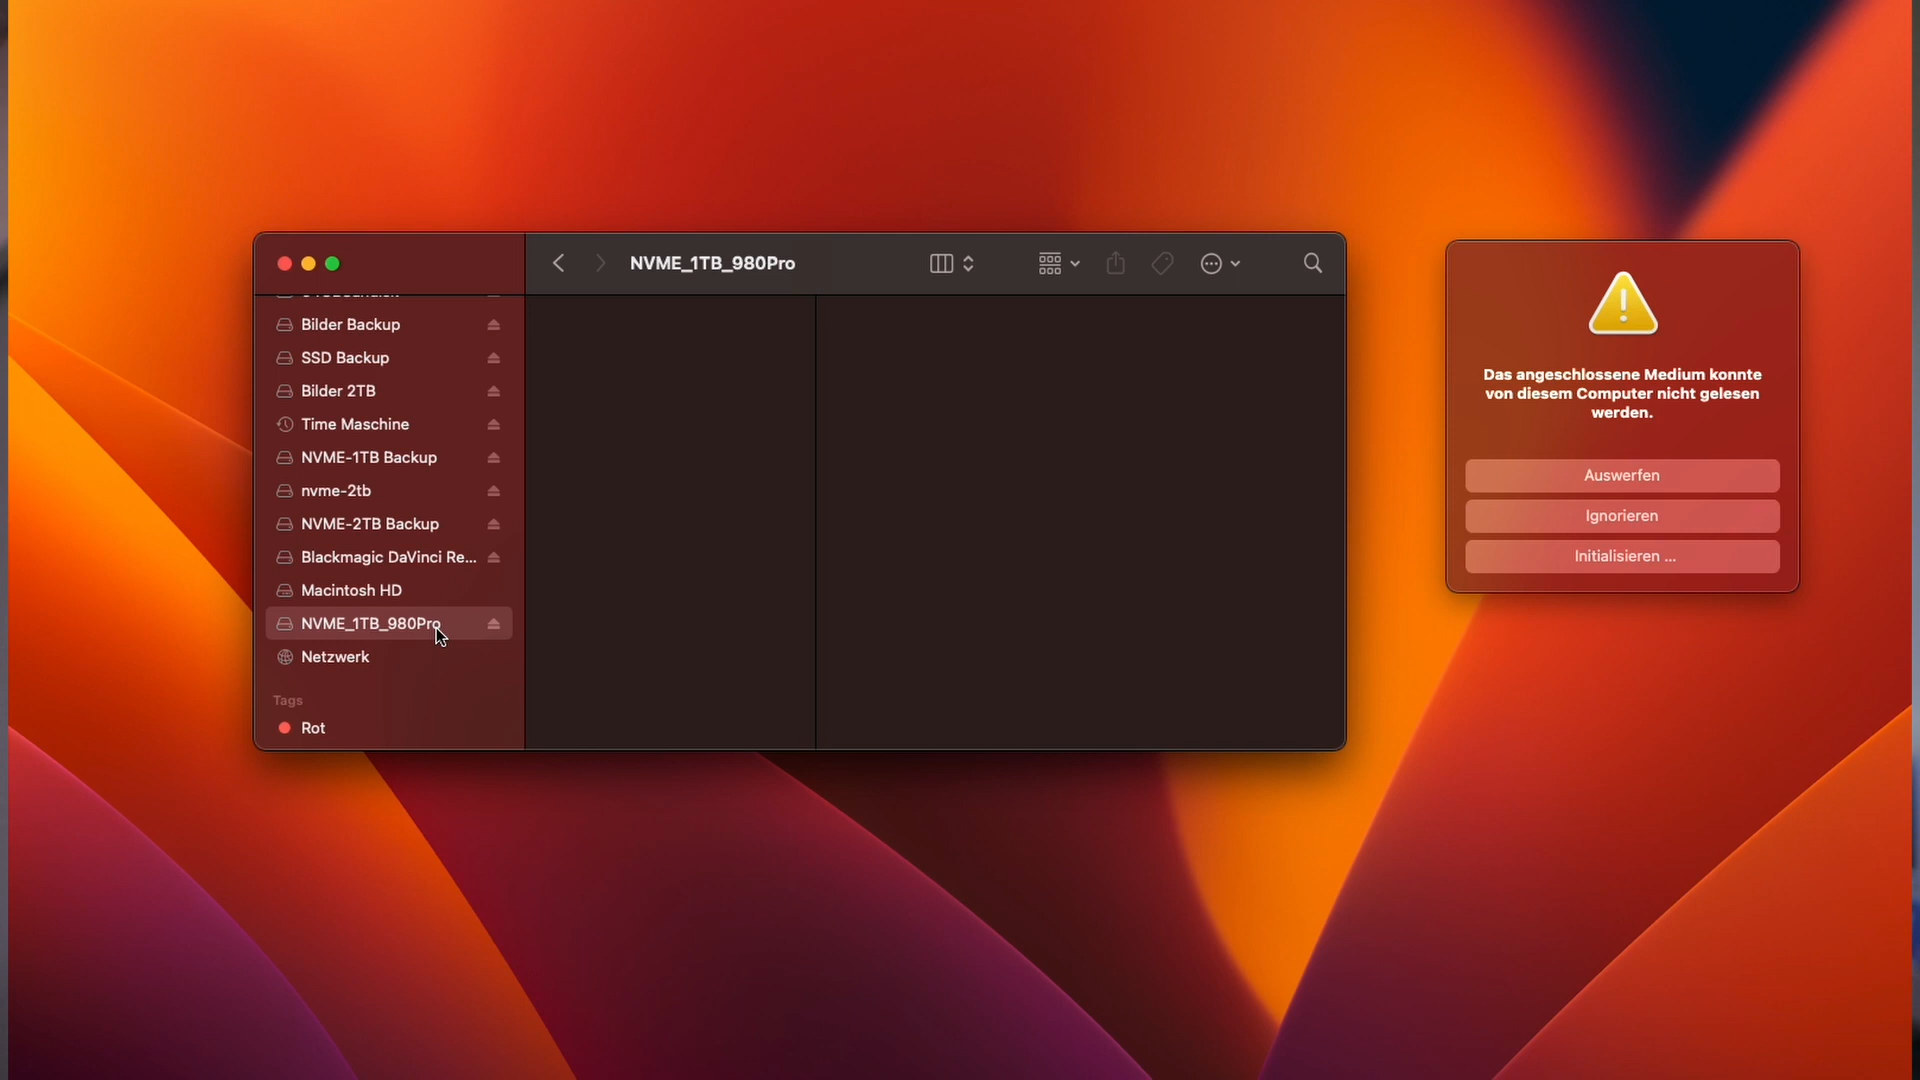 NVME_1TB_980Pro
Bilder Backup
SSD Backup
Bilder 2TB
Time Maschine
NVME-1TB Backup
nvme-2tb
NVME-2TB Backup
Blackmagic DaVinci Re...
Macintosh HD
NVME_1TB_980Pro
Netzwerk
Tags
Rot
Das angeschlossene Medium konnte
von diesem Computer nicht gelesen
werden.
Auswerfen
Ignorieren
Initialisieren ...